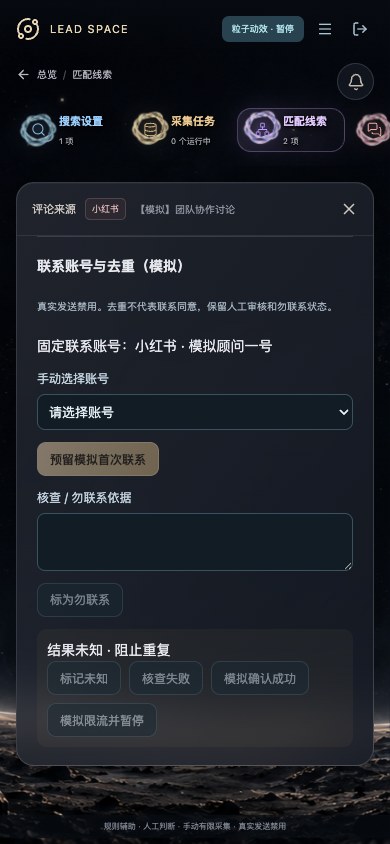 LEAD SPACE
粒子动效 · 暂停
总览 / 匹配线索
搜索设置
1 项
采集任务
0 个运行中
匹配线索
2 项
评论来源 小红书 【模拟】团队协作讨论
联系账号与去重（模拟）
真实发送禁用。去重不代表联系同意，保留人工审核和勿联系状态。
固定联系账号：小红书 · 模拟顾问一号
手动选择账号
请选择账号
预留模拟首次联系
核查 / 勿联系依据
标为勿联系
结果未知 · 阻止重复
标记未知
核查失败
模拟确认成功
模拟限流并暂停
规则辅助 · 人工判断 · 手动有限采集 · 真实发送禁用